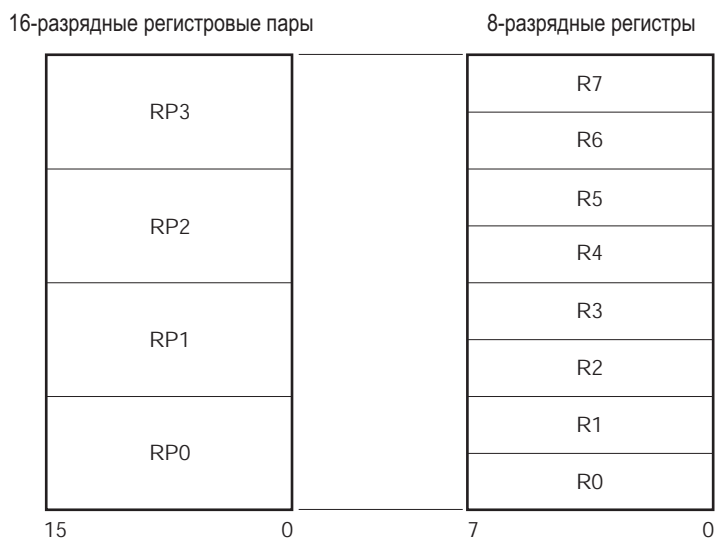 16-разрядные регистровые пары
8-разрядные регистры
RP3
RP2
RP1
RP0
15 0
R7
R6
R5
R4
R3
R2
R1
R0
7 0